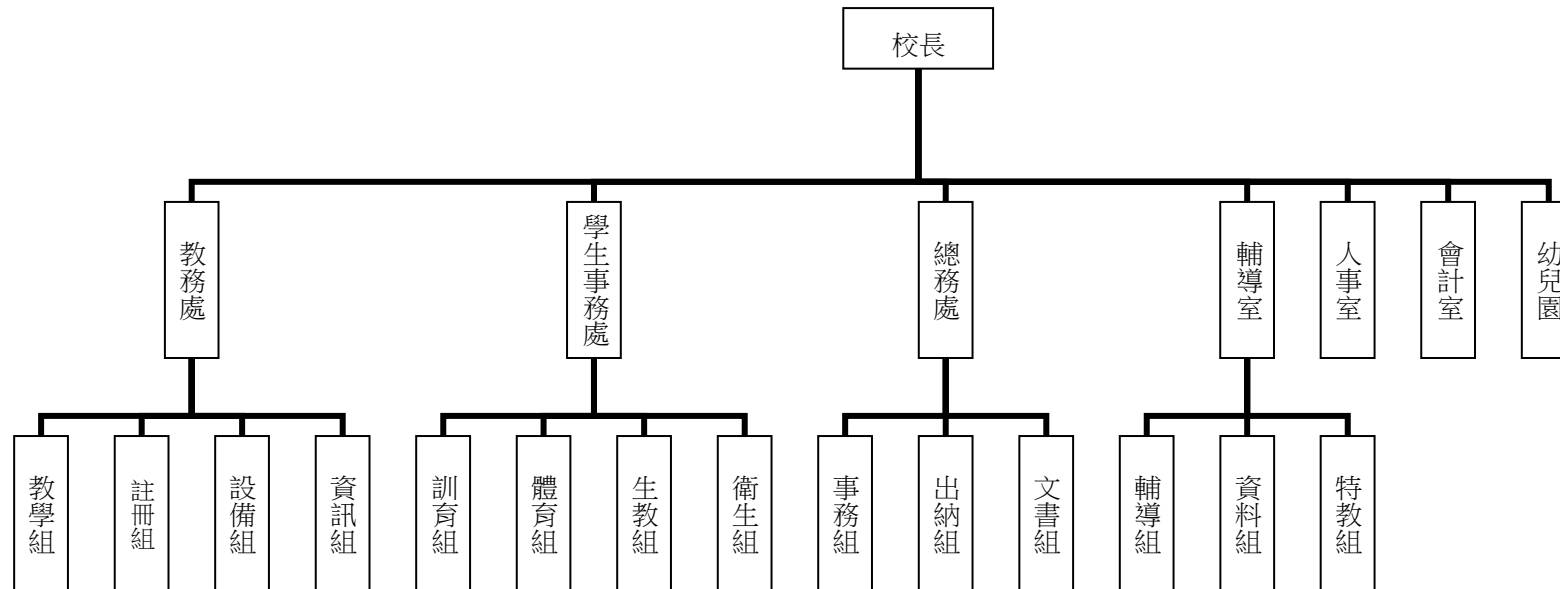 校長
教務處
學生事務處
總務處
輔導室
人事室
會計室
幼兒園
教學組
註冊組
設備組
資訊組
訓育組
體育組
生教組
衛生組
事務組
出納組
文書組
輔導組
資料組
特教組